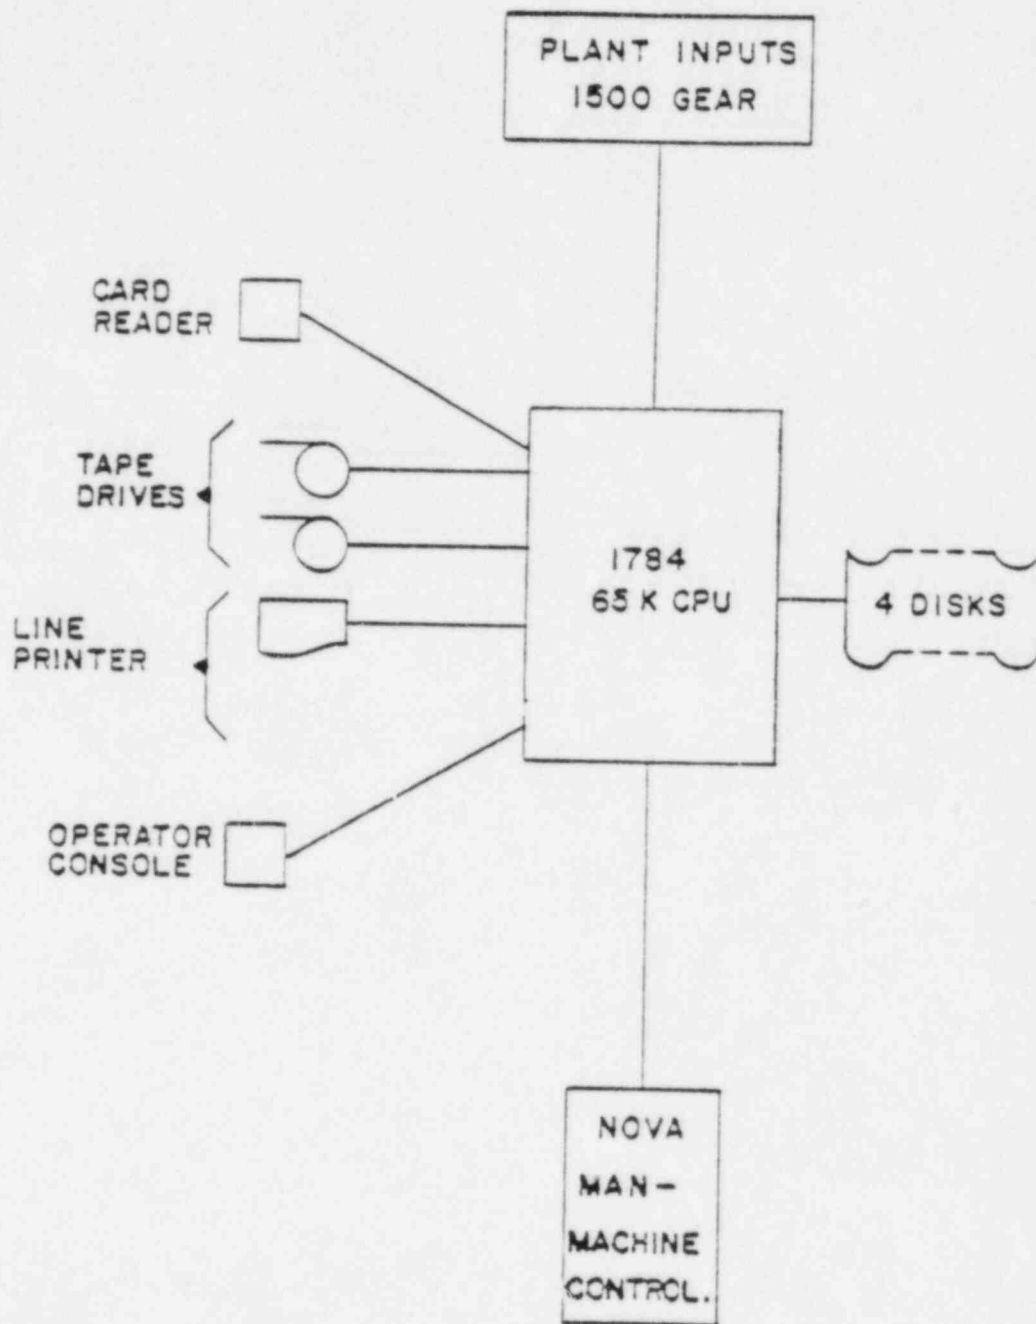 PLANT INPUTS
1500 GEAR
CARD
READER
TAPE
DRIVES
LINE
PRINTER
OPERATOR
CONSOLE
1784
65 K CPU
4 DISKS
NOVA
MAN-
MACHINE
CONTROL.